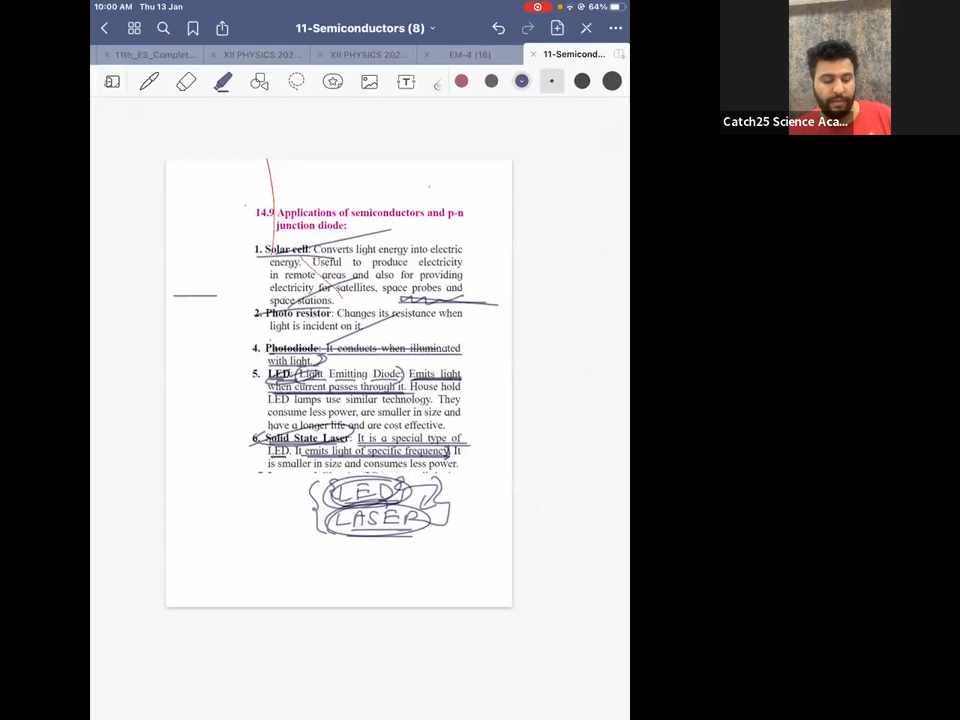 10:00 AM Thu 13 Jan
64%
11-Semiconductors (8)
11th_ES_Complet...
XII PHYSICS 202...
XII PHYSICS 202...
EM-4 (16)
11-Semicond...
Catch25 Science Aca...
14.9 Applications of semiconductors and p-n
junction diode:
1. Solar cell: Converts light energy into electric
energy. Useful to produce electricity
in remote areas and also for providing
electricity for satellites, space probes and
space stations.
2. Photo resistor: Changes its resistance when
light is incident on it.
4. Photodiode: It conducts when illuminated
with light.
5. LED: (Light Emitting Diode) Emits light
when current passes through it. House hold
LED lamps use similar technology. They
consume less power, are smaller in size and
have a longer life and are cost effective.
6. Solid State Laser: It is a special type of
LED. It emits light of specific frequency. It
is smaller in size and consumes less power.
LED
LASER